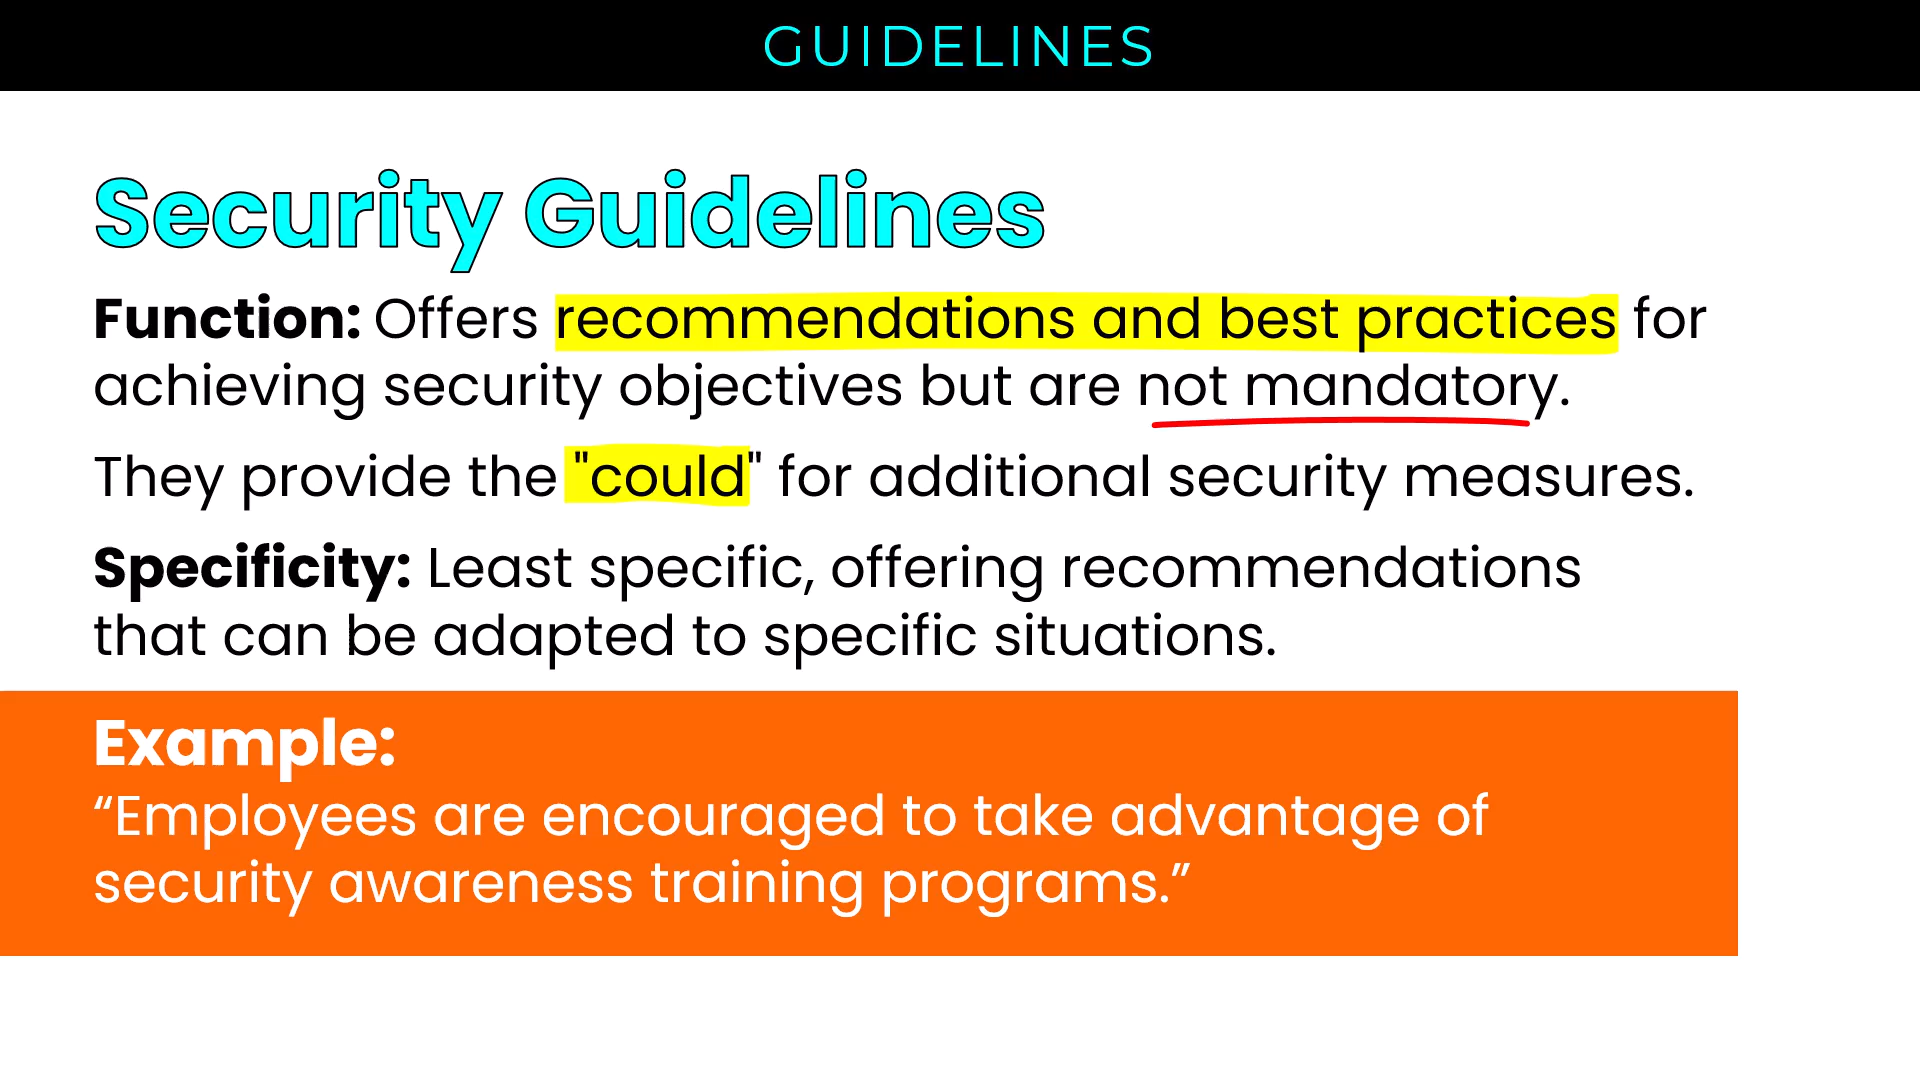 GUIDELINES
Security Guidelines
Function: Offers recommendations and best practices for
achieving security objectives but are not mandatory.
They provide the "could" for additional security measures.
Specificity: Least specific, offering recommendations
that can be adapted to specific situations.
Example:
“Employees are encouraged to take advantage of
security awareness training programs.”